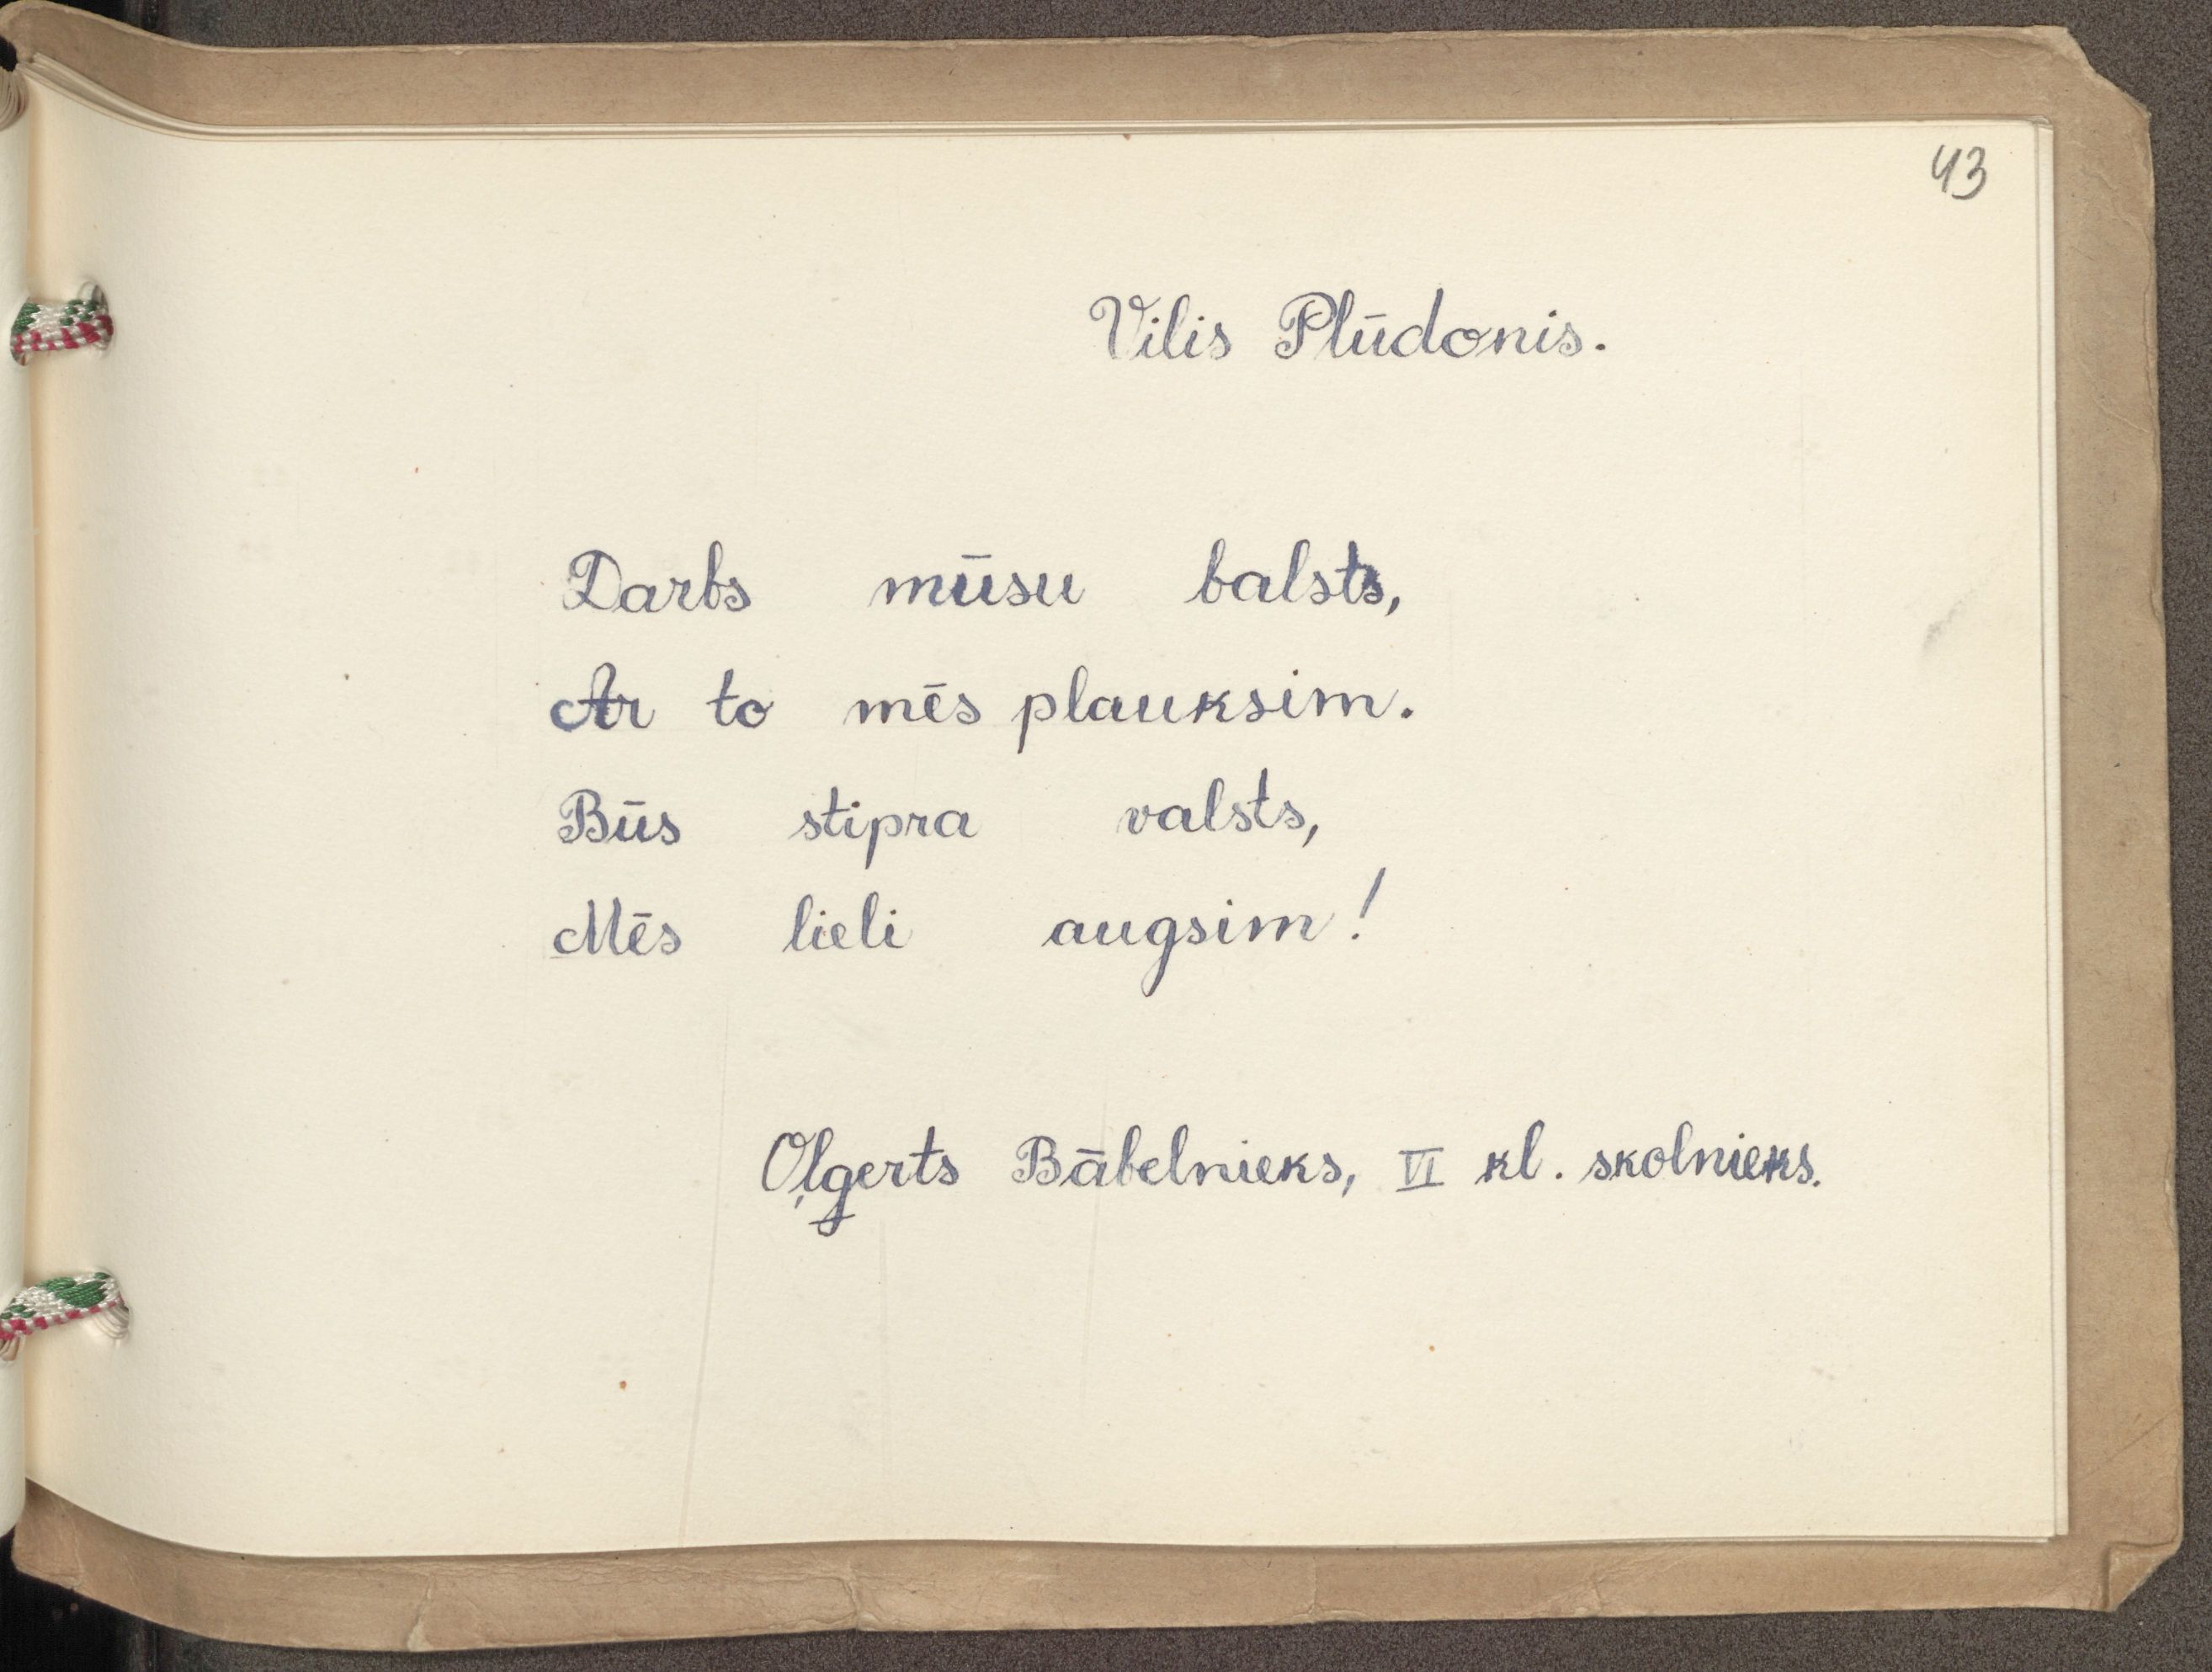 43
Vilis Plūdonis.
Darbs mūsu balsts,
Ar to mēs plauksim.
Būs stipra valsts,
Mēs lieli augsim!
Oļgerts Bābelnieks, VI kl. skolnieks.